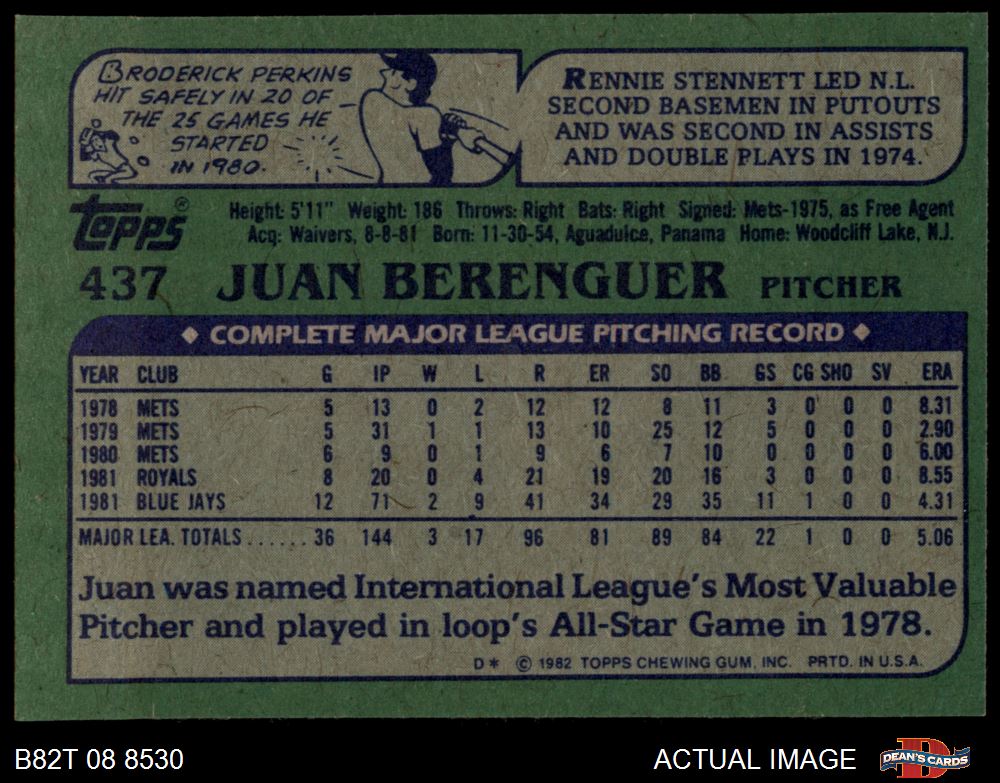 BRODERICK PERKINS
HIT SAFELY IN 20 OF
THE 25 GAMES HE
STARTED
IN 1980.
RENNIE STENNETT LED N.L.
SECOND BASEMEN IN PUTOUTS
AND WAS SECOND IN ASSISTS
AND DOUBLE PLAYS IN 1974.
Topps®
Height: 5'11" Weight: 186 Throws: Right Bats: Right Signed: Mets-1975, as Free Agent
Acq: Waivers, 8-8-81 Born: 11-30-54, Aguadulce, Panama Home: Woodcliff Lake, N.J.
437 JUAN BERENGUER PITCHER
◆ COMPLETE MAJOR LEAGUE PITCHING RECORD ◆
YEAR CLUB G IP W L R ER SO BB GS CG SHO SV ERA
1978 METS 5 13 0 2 12 12 8 11 3 0 0 0 8.31
1979 METS 5 31 1 1 13 10 25 12 5 0 0 0 2.90
1980 METS 6 9 0 1 9 6 7 10 0 0 0 0 6.00
1981 ROYALS 8 20 0 4 21 19 20 16 3 0 0 0 8.55
1981 BLUE JAYS 12 71 2 9 41 34 29 35 11 1 0 0 4.31
MAJOR LEA. TOTALS ...... 36 144 3 17 96 81 89 84 22 1 0 0 5.06
Juan was named International League's Most Valuable
Pitcher and played in loop's All-Star Game in 1978.
D* © 1982 TOPPS CHEWING GUM, INC. PRTD. IN U.S.A.
B82T 08 8530 ACTUAL IMAGE DEAN'S CARDS